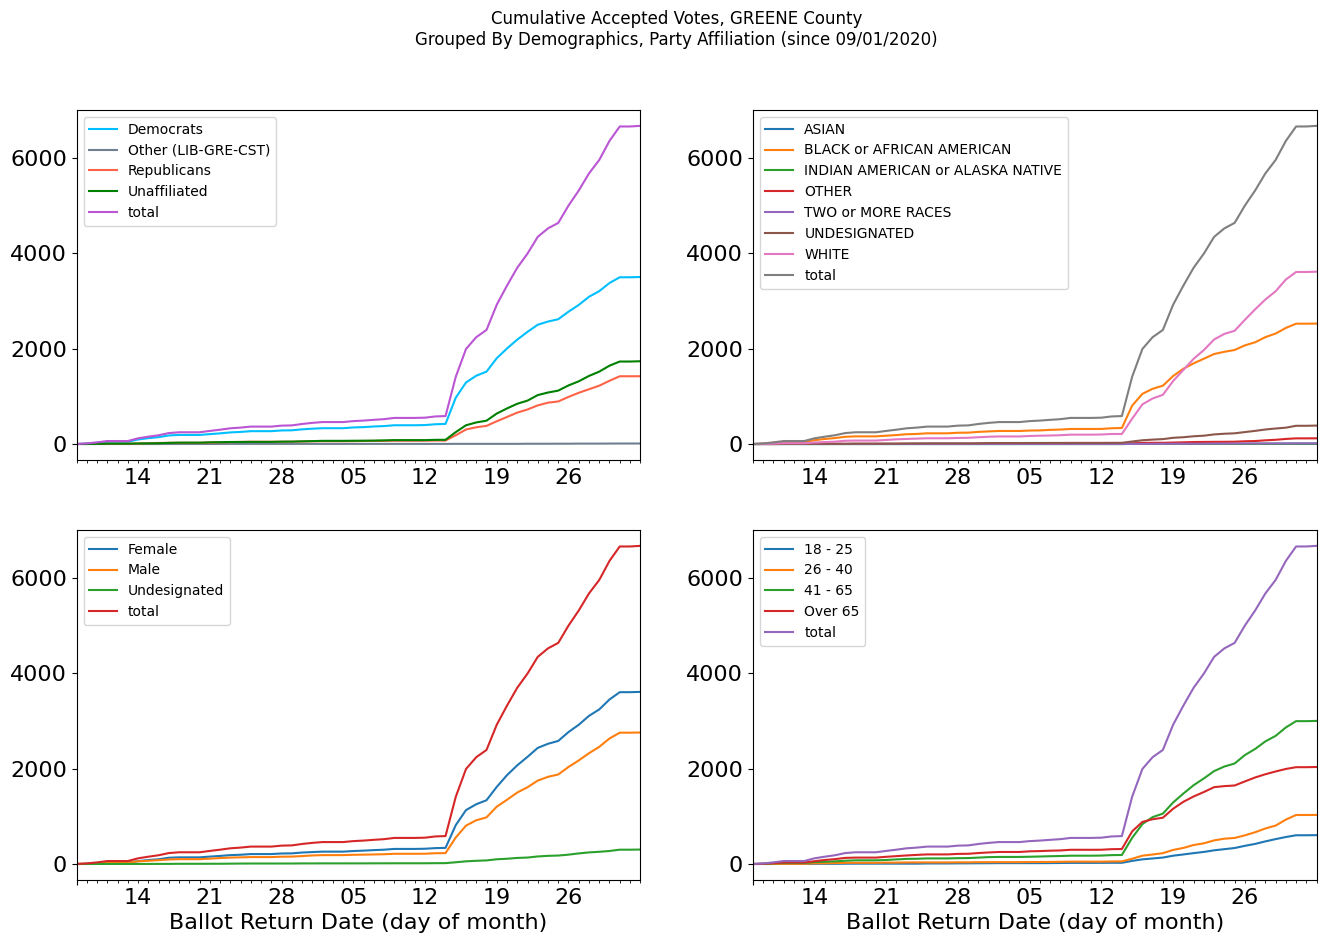 Cumulative Accepted Votes, GREENE County
Grouped By Demographics, Party Affiliation (since 09/01/2020)
Democrats
Other (LIB-GRE-CST)
Republicans
Unaffiliated
total
6000
4000
2000
0
14 21 28 05 12 19 26
ASIAN
BLACK or AFRICAN AMERICAN
INDIAN AMERICAN or ALASKA NATIVE
OTHER
TWO or MORE RACES
UNDESIGNATED
WHITE
total
6000
4000
2000
0
14 21 28 05 12 19 26
Female
Male
Undesignated
total
6000
4000
2000
0
14 21 28 05 12 19 26
Ballot Return Date (day of month)
18 - 25
26 - 40
41 - 65
Over 65
total
6000
4000
2000
0
14 21 28 05 12 19 26
Ballot Return Date (day of month)